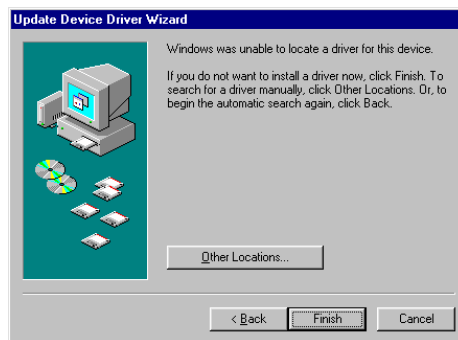 Update Device Driver Wizard
Windows was unable to locate a driver for this device.
If you do not want to install a driver now, click Finish. To
search for a driver manually, click Other Locations. Or, to
begin the automatic search again, click Back.
Other Locations...
< Back
Finish
Cancel